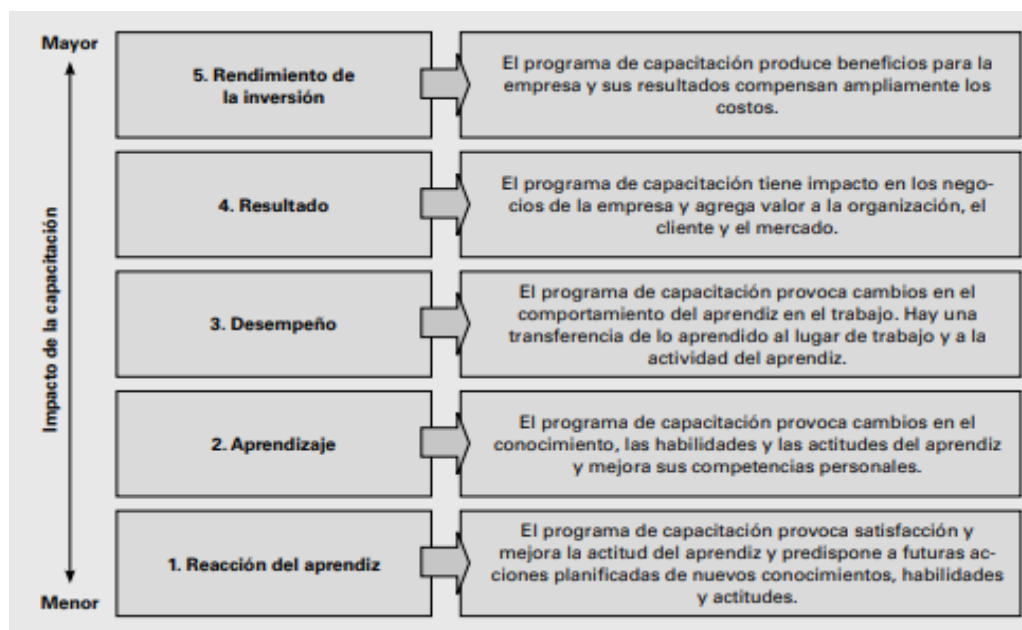 Mayor
5. Rendimiento de
la inversión
El programa de capacitación produce beneficios para la
empresa y sus resultados compensan ampliamente los
costos.
4. Resultado
El programa de capacitación tiene impacto en los nego-
cios de la empresa y agrega valor a la organización, el
cliente y el mercado.
Impacto de la capacitación
3. Desempeño
El programa de capacitación provoca cambios en el
comportamiento del aprendiz en el trabajo. Hay una
transferencia de lo aprendido al lugar de trabajo y a la
actividad del aprendiz.
2. Aprendizaje
El programa de capacitación provoca cambios en el
conocimiento, las habilidades y las actitudes del aprendiz
y mejora sus competencias personales.
1. Reacción del aprendiz
El programa de capacitación provoca satisfacción y
mejora la actitud del aprendiz y predispone a futuras ac-
ciones planificadas de nuevos conocimientos, habilidades
y actitudes.
Menor